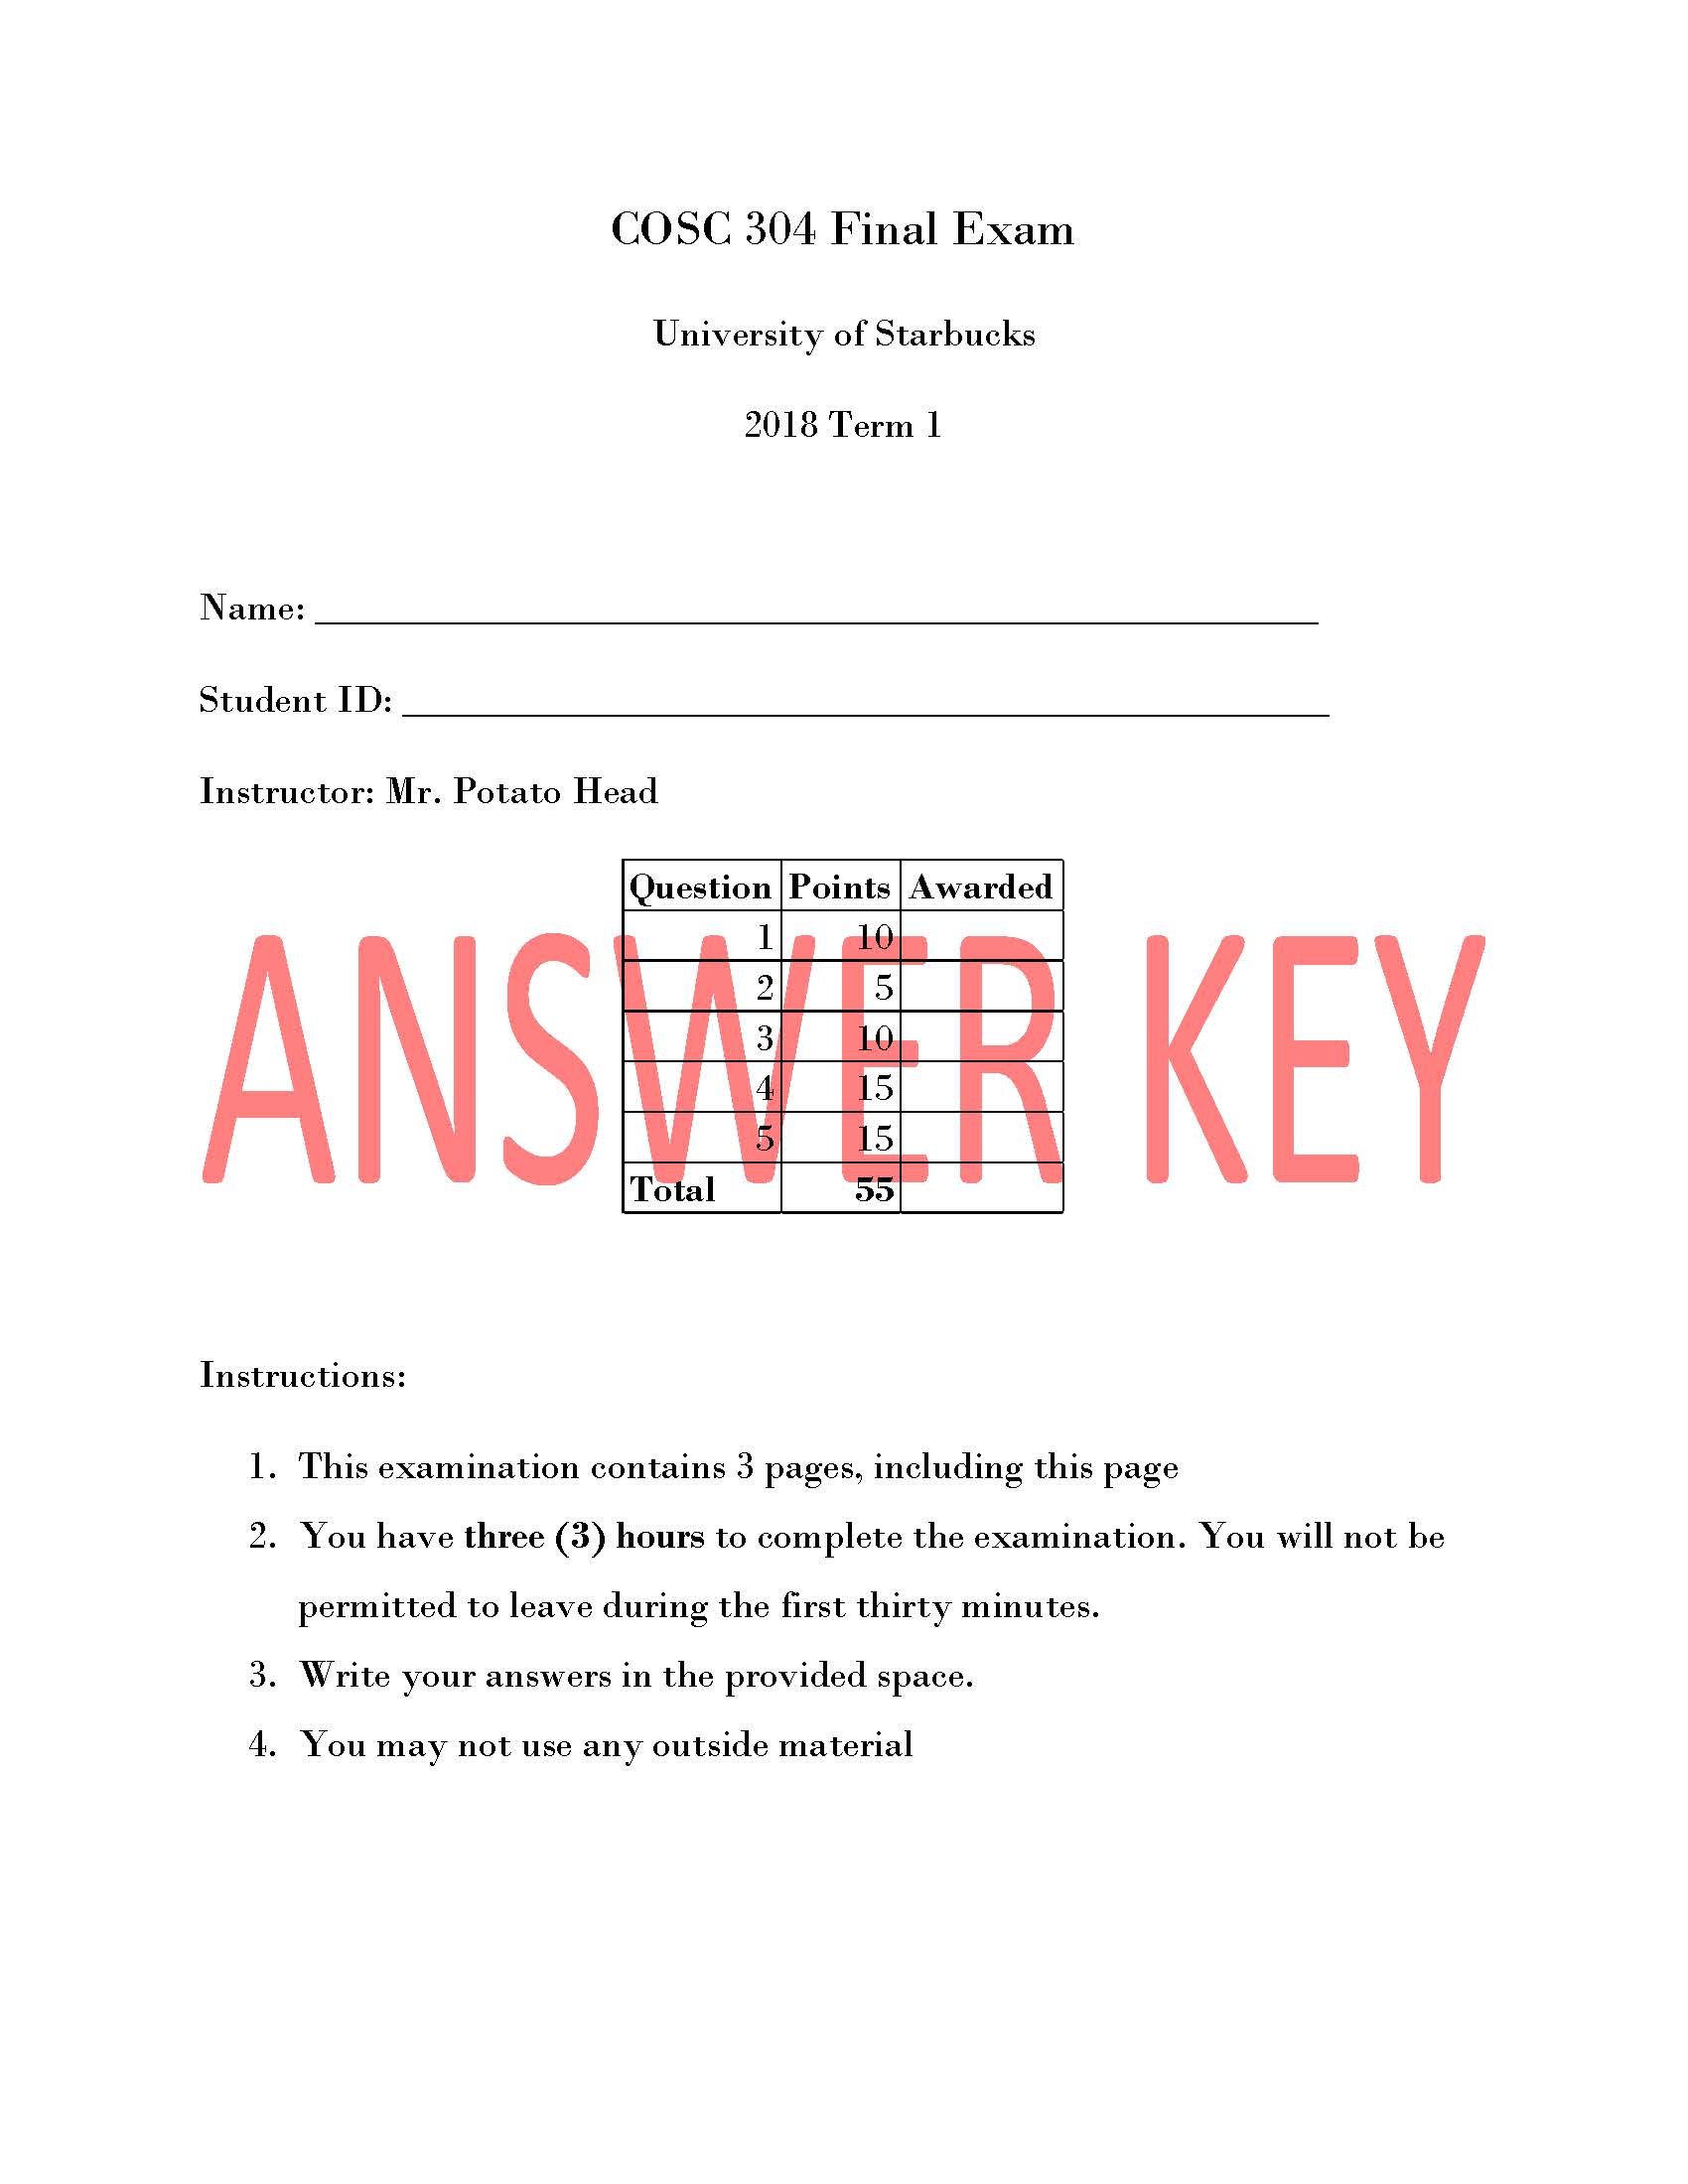 COSC 304 Final Exam
University of Starbucks
2018 Term 1
Name:
Student ID:
Instructor: Mr. Potato Head
Question Points Awarded
1 10
2 5
3 10
4 15
5 15
Total 55
ANSWER KEY
Instructions:
1. This examination contains 3 pages, including this page
2. You have three (3) hours to complete the examination. You will not be
permitted to leave during the first thirty minutes.
3. Write your answers in the provided space.
4. You may not use any outside material